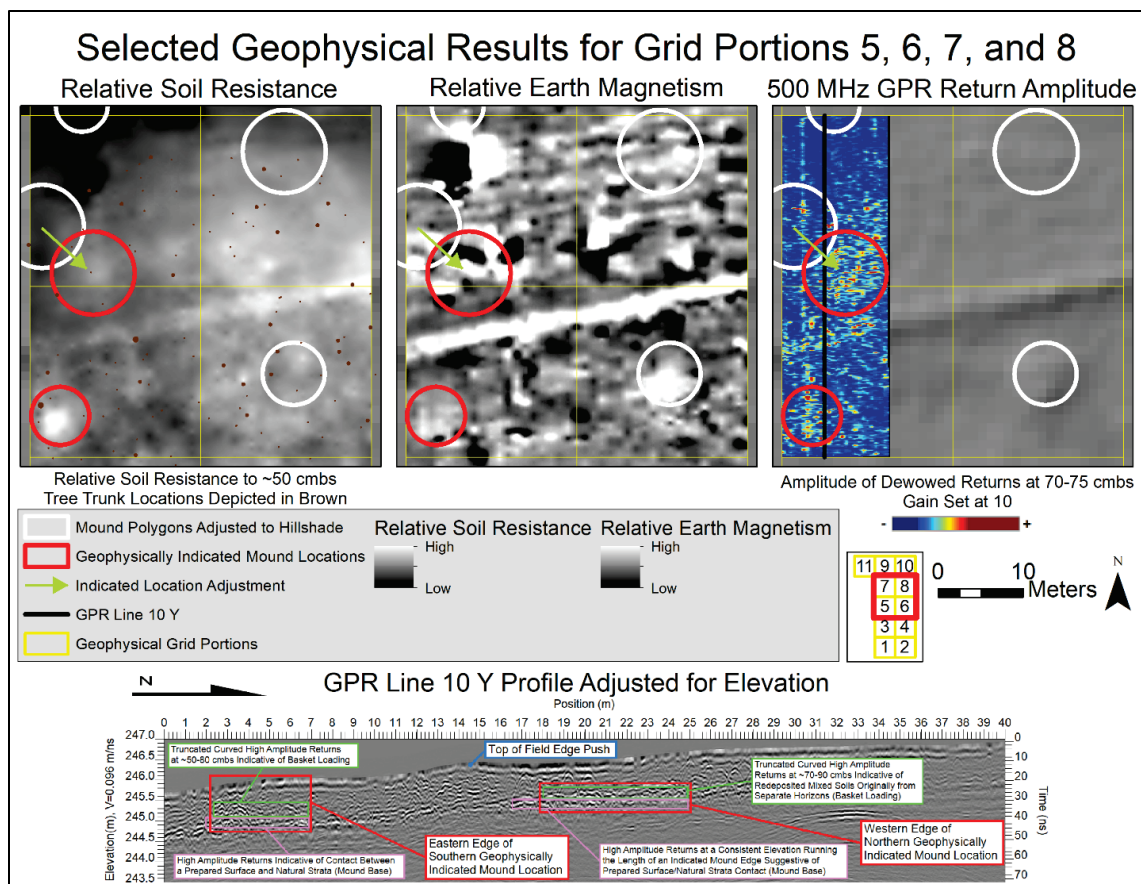 Selected Geophysical Results for Grid Portions 5, 6, 7, and 8
Relative Soil Resistance
Relative Earth Magnetism
500 MHz GPR Return Amplitude
Relative Soil Resistance to ~50 cmbs
Tree Trunk Locations Depicted in Brown
Amplitude of Dewowed Returns at 70-75 cmbs
Gain Set at 10
- +
Mound Polygons Adjusted to Hillshade
Geophysically Indicated Mound Locations
Indicated Location Adjustment
GPR Line 10 Y
Geophysical Grid Portions
Relative Soil Resistance
High
Low
Relative Earth Magnetism
High
Low
11 9 10
7 8
5 6
3 4
1 2
0 10
Meters
N
N
GPR Line 10 Y Profile Adjusted for Elevation
Position (m)
0 1 2 3 4 5 6 7 8 9 10 11 12 13 14 15 16 17 18 19 20 21 22 23 24 25 26 27 28 29 30 31 32 33 34 35 36 37 38 39 40
Elevation(m), V=0.096 m/ns
247.0
246.5
246.0
245.5
245.0
244.5
244.0
243.5
Time (ns)
0
10
20
30
40
50
60
70
Truncated Curved High Amplitude Returns
at ~50-80 cmbs Indicative of Basket Loading
Top of Field Edge Push
Truncated Curved High Amplitude
Returns at ~70-90 cmbs Indicative of
Redeposited Mixed Soils Originally from
Separate Horizons (Basket Loading)
High Amplitude Returns Indicative of Contact Between
a Prepared Surface and Natural Strata (Mound Base)
Eastern Edge of
Southern Geophysically
Indicated Mound Location
High Amplitude Returns at a Consistent Elevation Running
the Length of an Indicated Mound Edge Suggestive of
Prepared Surface/Natural Strata Contact (Mound Base)
Western Edge of
Northern Geophysically
Indicated Mound Location